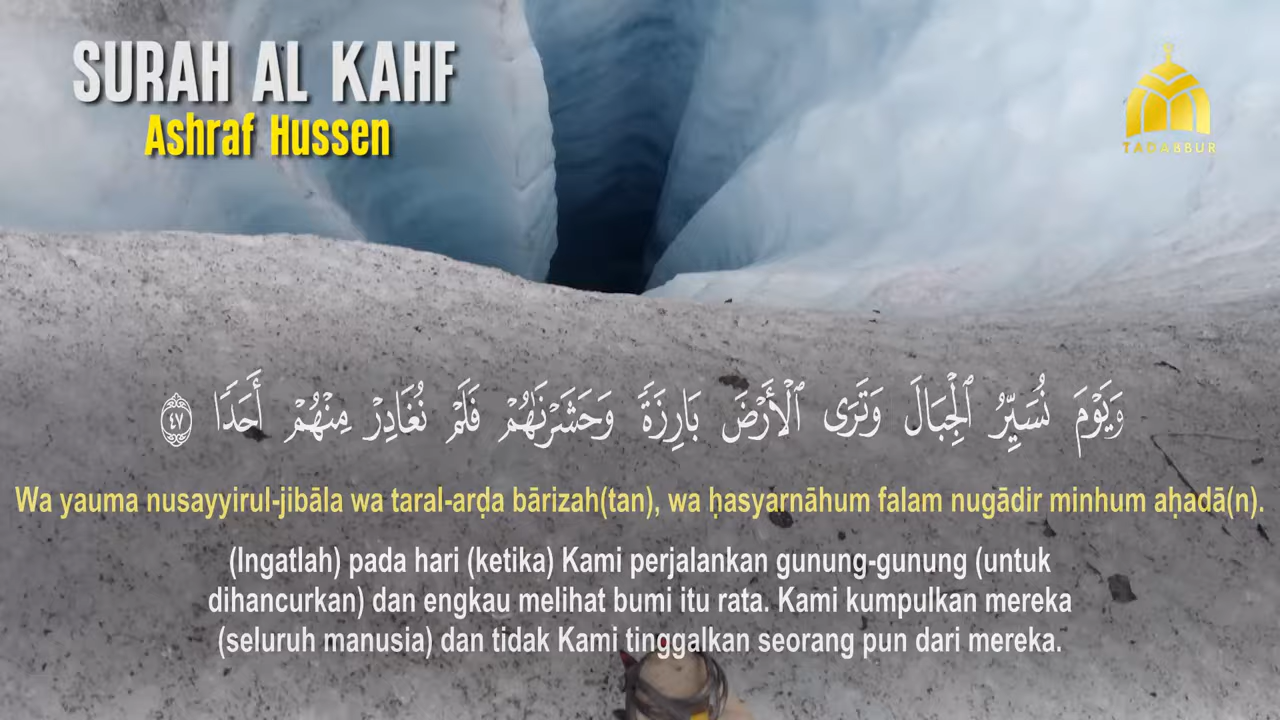 SURAH AL KAHF
Ashraf Hussen
TADABBUR
وَيَوْمَ نُسَيِّرُ ٱلْجِبَالَ وَتَرَى ٱلْأَرْضَ بَارِزَةً وَحَشَرْنَٰهُمْ فَلَمْ نُغَادِرْ مِنْهُمْ أَحَدًا ٤٧
Wa yauma nusayyirul-jibāla wa taral-arḍa bārizah(tan), wa ḥasyarnāhum falam nugādir minhum aḥadā(n).
(Ingatlah) pada hari (ketika) Kami perjalankan gunung-gunung (untuk
dihancurkan) dan engkau melihat bumi itu rata. Kami kumpulkan mereka
(seluruh manusia) dan tidak Kami tinggalkan seorang pun dari mereka.